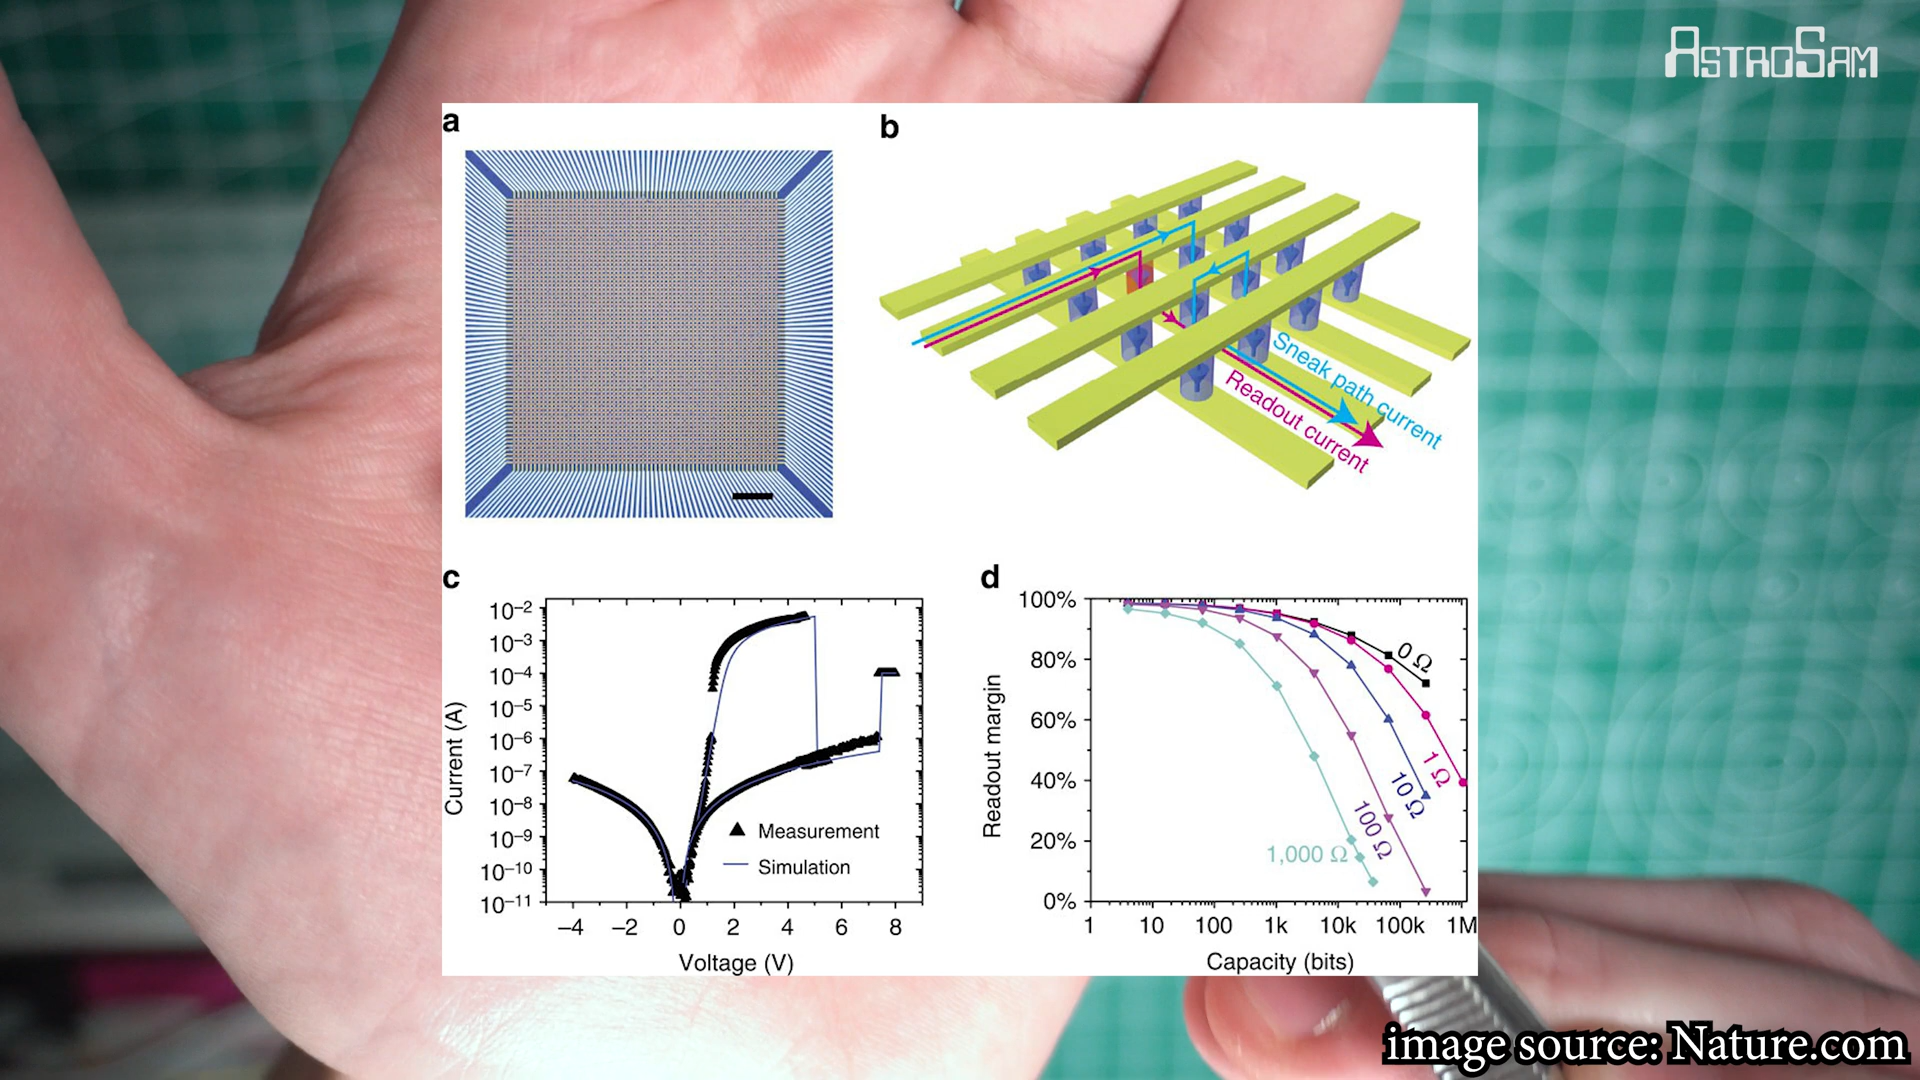 ASTROSAM
a
b
Sneak path current
Readout current
c
10⁻²
10⁻³
10⁻⁴
10⁻⁵
10⁻⁶
10⁻⁷
10⁻⁸
10⁻⁹
10⁻¹⁰
10⁻¹¹
Current (A)
Measurement
Simulation
−4 −2 0 2 4 6 8
Voltage (V)
d
100%
80%
60%
40%
20%
0%
Readout margin
0 Ω
1 Ω
10 Ω
100 Ω
1,000 Ω
1 10 100 1k 10k 100k 1M
Capacity (bits)
image source: Nature.com